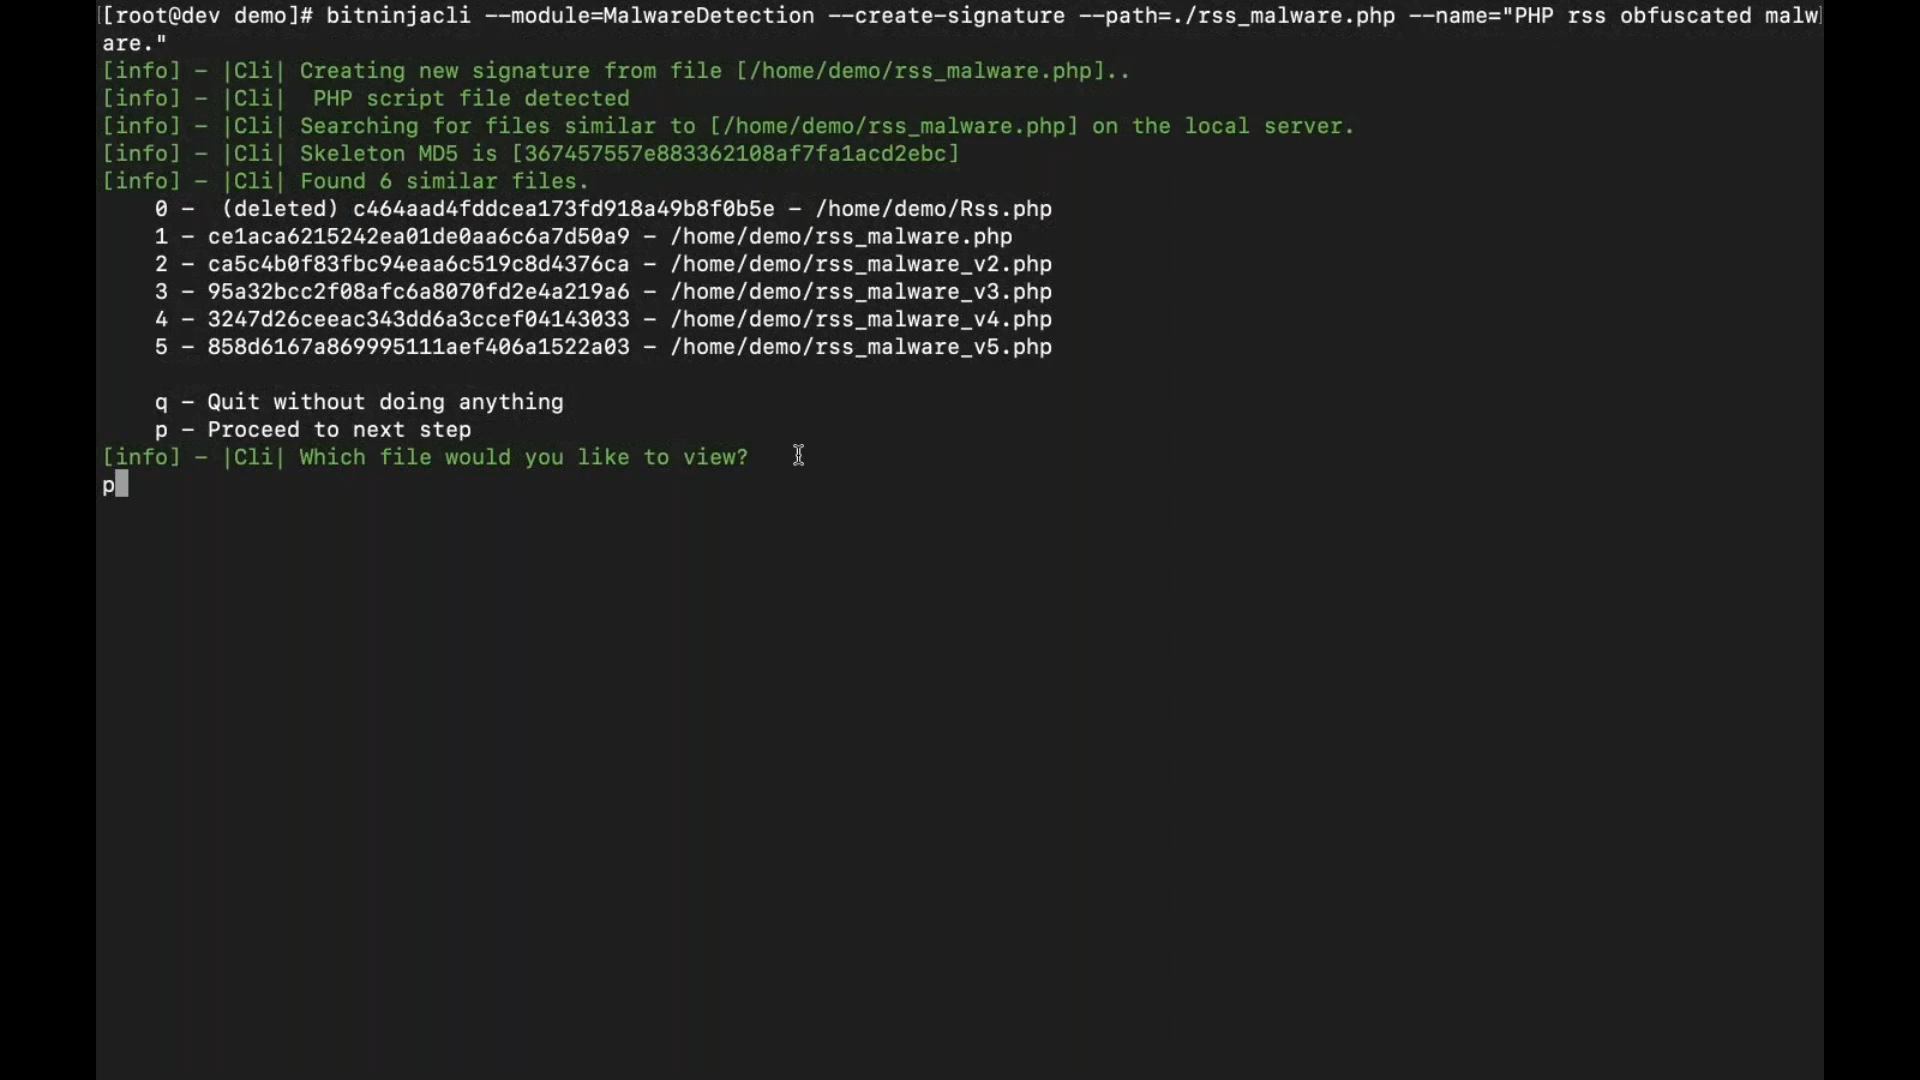 [root@dev demo]# bitninjacli --module=MalwareDetection --create-signature --path=./rss_malware.php --name="PHP rss obfuscated malw
are."
[info] - |Cli| Creating new signature from file [/home/demo/rss_malware.php]..
[info] - |Cli|  PHP script file detected
[info] - |Cli| Searching for files similar to [/home/demo/rss_malware.php] on the local server.
[info] - |Cli| Skeleton MD5 is [367457557e883362108af7fa1acd2ebc]
[info] - |Cli| Found 6 similar files.
    0 -  (deleted) c464aad4fddcea173fd918a49b8f0b5e - /home/demo/Rss.php
    1 - ce1aca6215242ea01de0aa6c6a7d50a9 - /home/demo/rss_malware.php
    2 - ca5c4b0f83fbc94eaa6c519c8d4376ca - /home/demo/rss_malware_v2.php
    3 - 95a32bcc2f08afc6a8070fd2e4a219a6 - /home/demo/rss_malware_v3.php
    4 - 3247d26ceeac343dd6a3ccef04143033 - /home/demo/rss_malware_v4.php
    5 - 858d6167a869995111aef406a1522a03 - /home/demo/rss_malware_v5.php
    q - Quit without doing anything
    p - Proceed to next step
[info] - |Cli| Which file would you like to view?
p